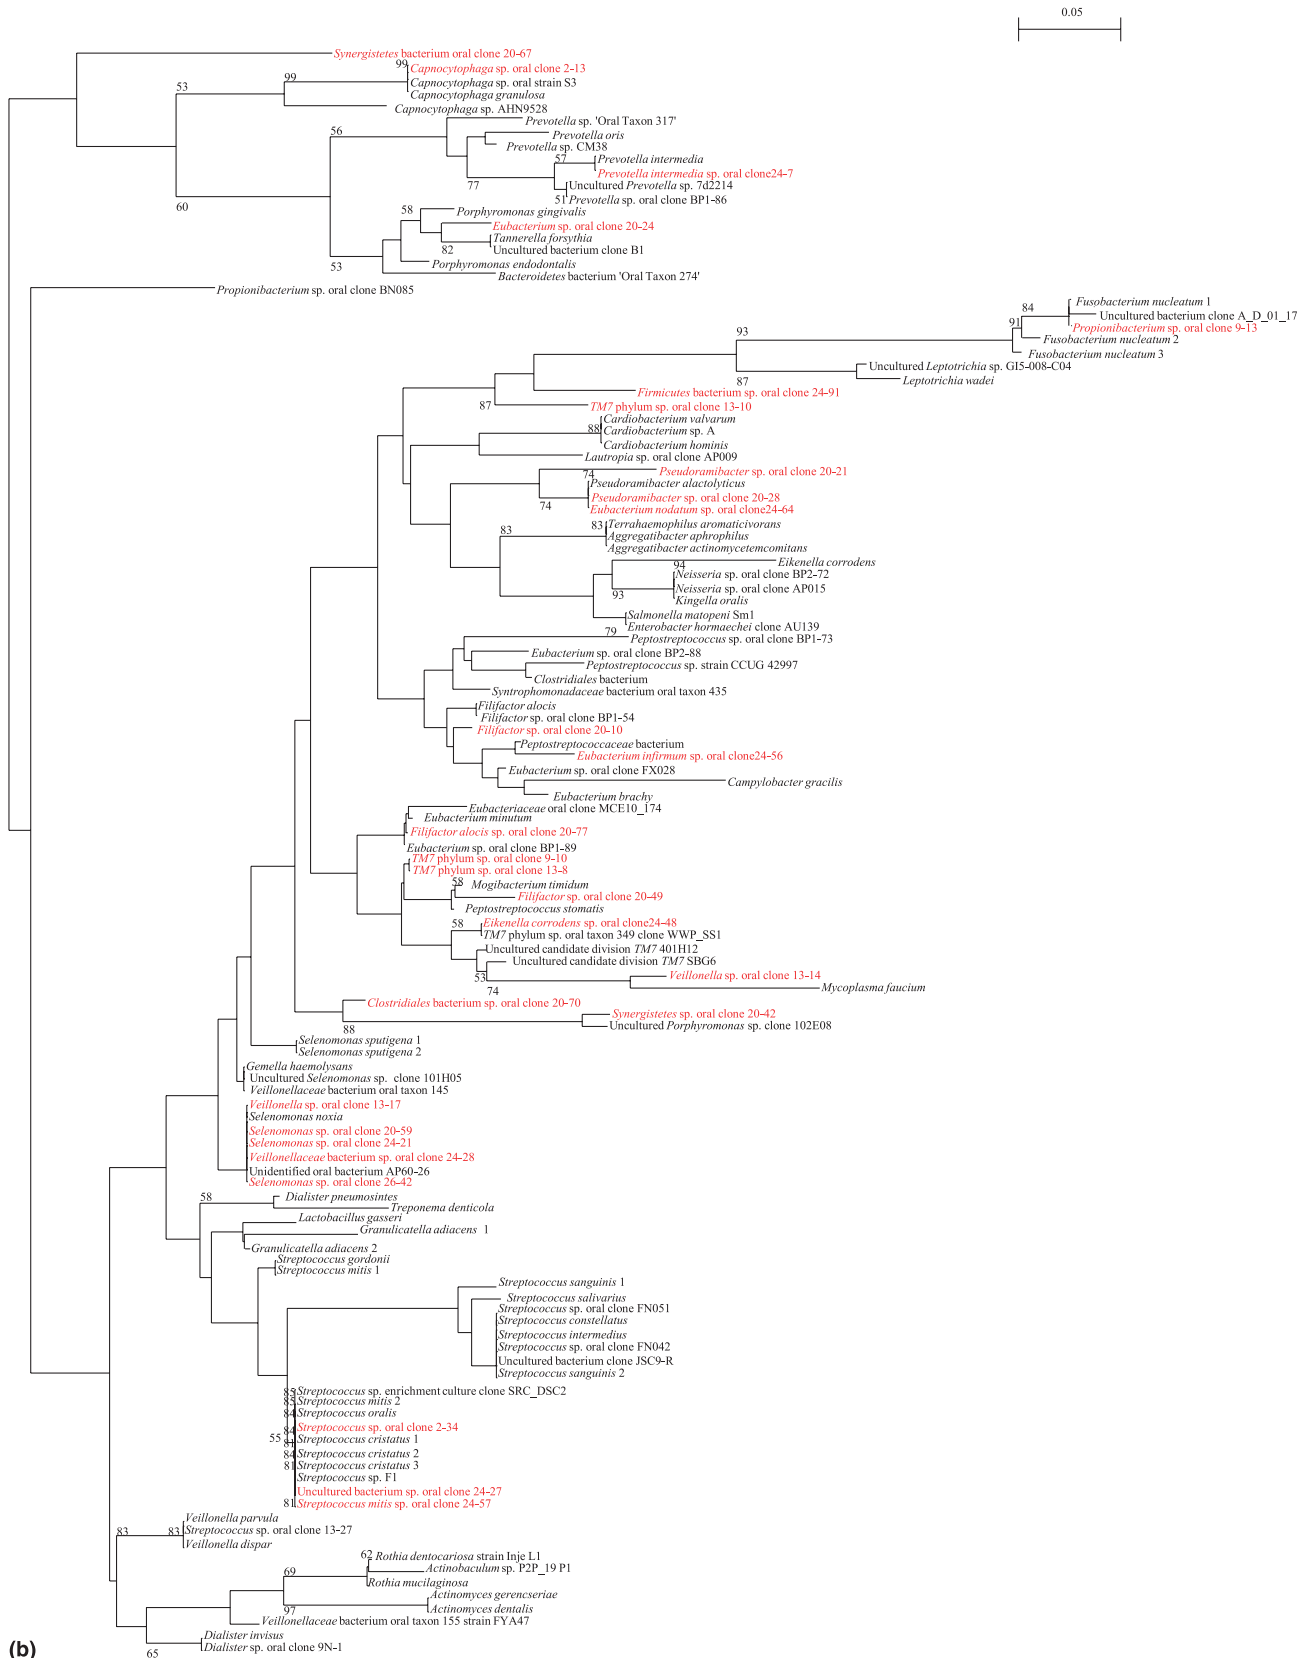 0.05
Synergistetes bacterium oral clone 20-67
99
Capnocytophaga sp. oral clone 2-13
99
Capnocytophaga sp. oral strain S3
53
Capnocytophaga granulosa
Capnocytophaga sp. AHN9528
Prevotella sp. 'Oral Taxon 317'
56
Prevotella oris
Prevotella sp. CM38
57
Prevotella intermedia
Prevotella intermedia sp. oral clone24-7
77
Uncultured Prevotella sp. 7d2214
51
Prevotella sp. oral clone BP1-86
60
58
Porphyromonas gingivalis
Eubacterium sp. oral clone 20-24
Tannerella forsythia
82
Uncultured bacterium clone B1
53
Porphyromonas endodontalis
Bacteroidetes bacterium 'Oral Taxon 274'
Propionibacterium sp. oral clone BN085
84
Fusobacterium nucleatum 1
Uncultured bacterium clone A_D_01_17
91
Propionibacterium sp. oral clone 9-13
93
Fusobacterium nucleatum 2
Fusobacterium nucleatum 3
Uncultured Leptotrichia sp. GI5-008-C04
87
Leptotrichia wadei
Firmicutes bacterium sp. oral clone 24-91
87
TM7 phylum sp. oral clone 13-10
Cardiobacterium valvarum
88
Cardiobacterium sp. A
Cardiobacterium hominis
Lautropia sp. oral clone AP009
74
Pseudoramibacter sp. oral clone 20-21
Pseudoramibacter alactolyticus
Pseudoramibacter sp. oral clone 20-28
74
Eubacterium nodatum sp. oral clone24-64
83
83
Terrahaemophilus aromaticivorans
Aggregatibacter aphrophilus
Aggregatibacter actinomycetemcomitans
94
Eikenella corrodens
Neisseria sp. oral clone BP2-72
93
Neisseria sp. oral clone AP015
Kingella oralis
Salmonella matopeni Sm1
Enterobacter hormaechei clone AU139
79
Peptostreptococcus sp. oral clone BP1-73
Eubacterium sp. oral clone BP2-88
Peptostreptococcus sp. strain CCUG 42997
Clostridiales bacterium
Syntrophomonadaceae bacterium oral taxon 435
Filifactor alocis
Filifactor sp. oral clone BP1-54
Filifactor sp. oral clone 20-10
Peptostreptococcaceae bacterium
Eubacterium infirmum sp. oral clone24-56
Eubacterium sp. oral clone FX028
Campylobacter gracilis
Eubacterium brachy
Eubacteriaceae oral clone MCE10_174
Eubacterium minutum
Filifactor alocis sp. oral clone 20-77
Eubacterium sp. oral clone BP1-89
TM7 phylum sp. oral clone 9-10
TM7 phylum sp. oral clone 13-8
58
Mogibacterium timidum
Filifactor sp. oral clone 20-49
Peptostreptococcus stomatis
58
Eikenella corrodens sp. oral clone24-48
TM7 phylum sp. oral taxon 349 clone WWP_SS1
Uncultured candidate division TM7 401H12
Uncultured candidate division TM7 SBG6
53
Veillonella sp. oral clone 13-14
74
Mycoplasma faucium
Clostridiales bacterium sp. oral clone 20-70
Synergistetes sp. oral clone 20-42
88
Uncultured Porphyromonas sp. clone 102E08
Selenomonas sputigena 1
Selenomonas sputigena 2
Gemella haemolysans
Uncultured Selenomonas sp. clone 101H05
Veillonellaceae bacterium oral taxon 145
Veillonella sp. oral clone 13-17
Selenomonas noxia
Selenomonas sp. oral clone 20-59
Selenomonas sp. oral clone 24-21
Veillonellaceae bacterium sp. oral clone 24-28
Unidentified oral bacterium AP60-26
Selenomonas sp. oral clone 26-42
58
Dialister pneumosintes
Treponema denticola
Lactobacillus gasseri
Granulicatella adiacens 1
Granulicatella adiacens 2
Streptococcus gordonii
Streptococcus mitis 1
Streptococcus sanguinis 1
Streptococcus salivarius
Streptococcus sp. oral clone FN051
Streptococcus constellatus
Streptococcus intermedius
Streptococcus sp. oral clone FN042
Uncultured bacterium clone JSC9-R
Streptococcus sanguinis 2
85
Streptococcus sp. enrichment culture clone SRC_DSC2
85
Streptococcus mitis 2
84
Streptococcus oralis
84
Streptococcus sp. oral clone 2-34
55
81
Streptococcus cristatus 1
84
Streptococcus cristatus 2
81
Streptococcus cristatus 3
Streptococcus sp. F1
Uncultured bacterium sp. oral clone 24-27
81
Streptococcus mitis sp. oral clone 24-57
Veillonella parvula
83
83
Streptococcus sp. oral clone 13-27
Veillonella dispar
62
Rothia dentocariosa strain Inje L1
69
Actinobaculum sp. P2P_19 P1
Rothia mucilaginosa
Actinomyces gerencseriae
97
Actinomyces dentalis
Veillonellaceae bacterium oral taxon 155 strain FYA47
Dialister invisus
Dialister sp. oral clone 9N-1
65
(b)